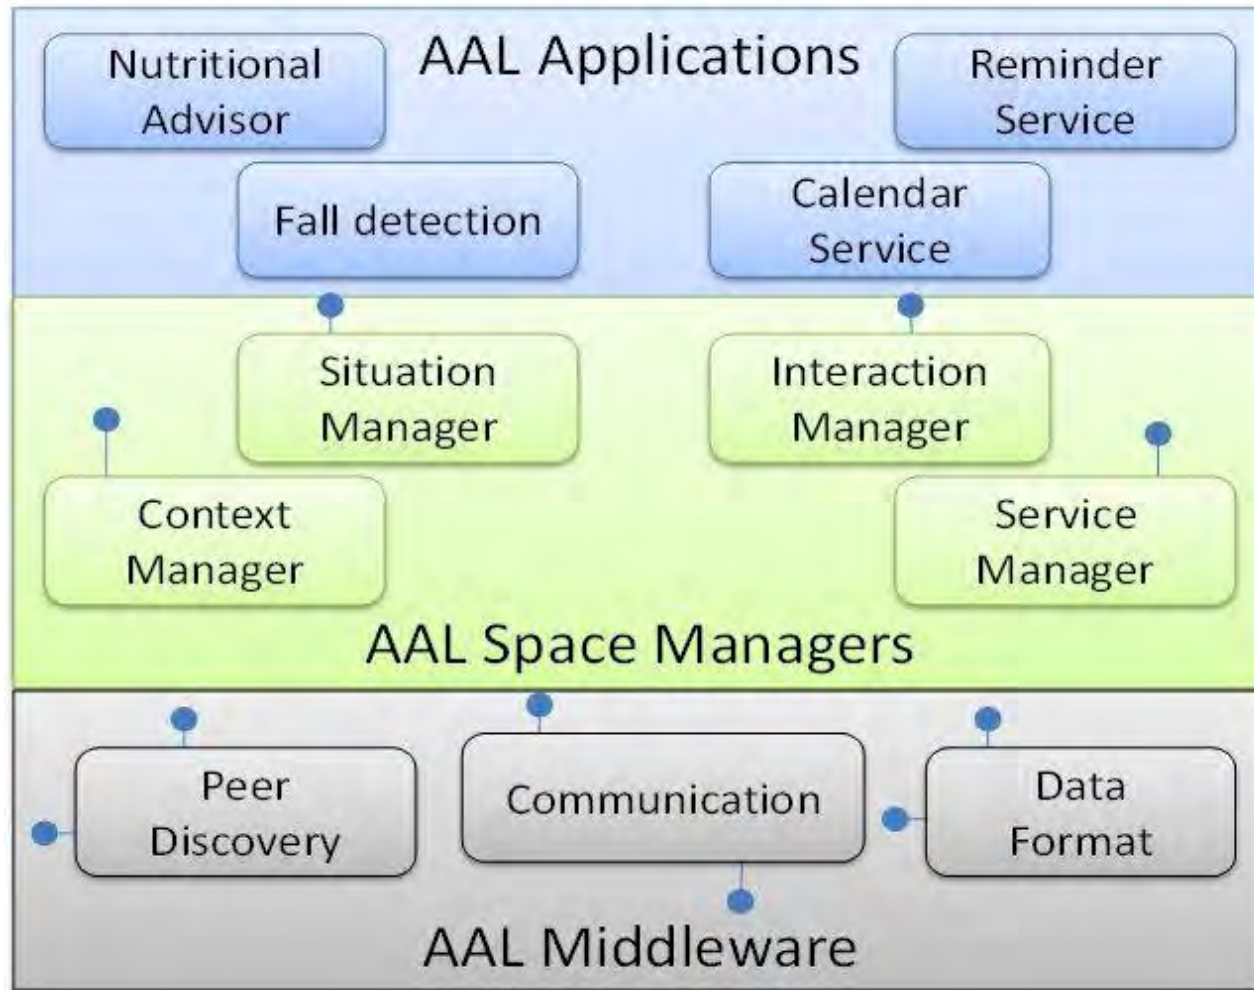 AAL Applications
Nutritional
Advisor
Reminder
Service
Fall detection
Calendar
Service
Situation
Manager
Interaction
Manager
Context
Manager
Service
Manager
AAL Space Managers
Peer
Discovery
Communication
Data
Format
AAL Middleware